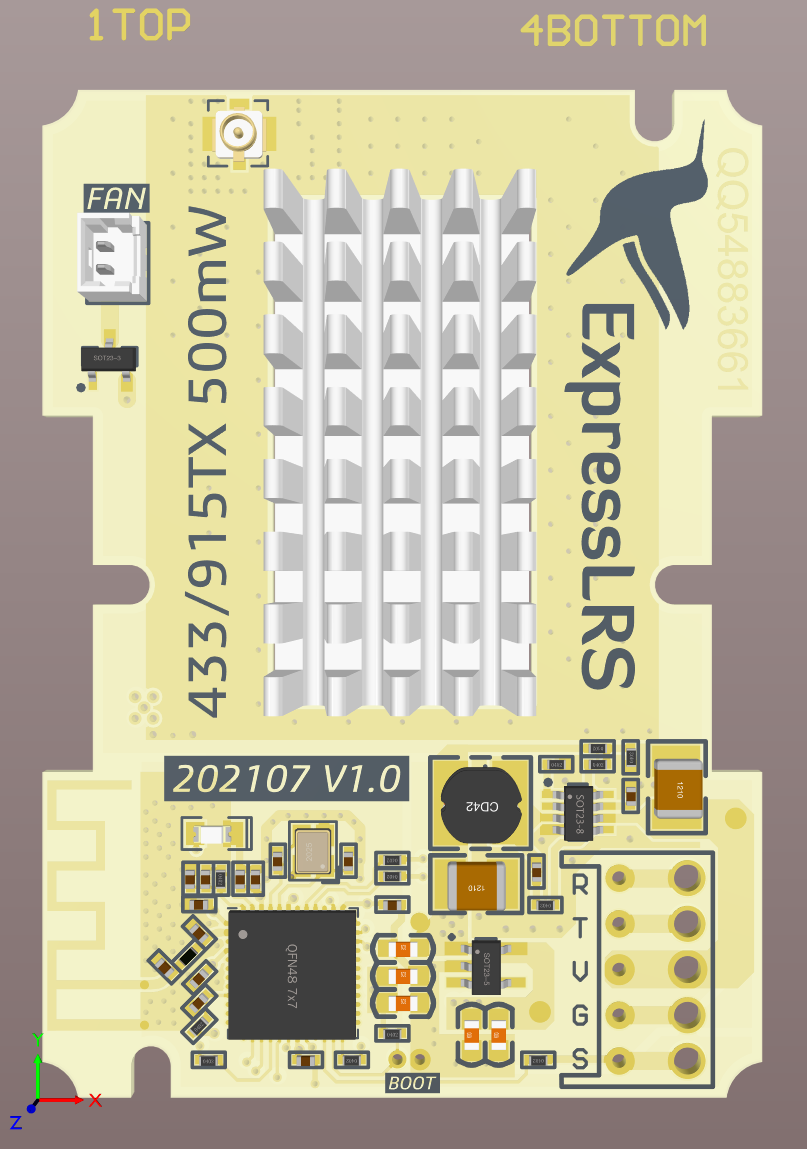 1TOP
4BOTTOM
FAN
SOT23-3
433/915TX 500mW
ExpressLRS
QQ54883661
202107 V1.0
CD42
SOT23-8
1210
1210
QFN48 7x7
SOT23-5
R
T
V
G
S
BOOT
Y
X
Z